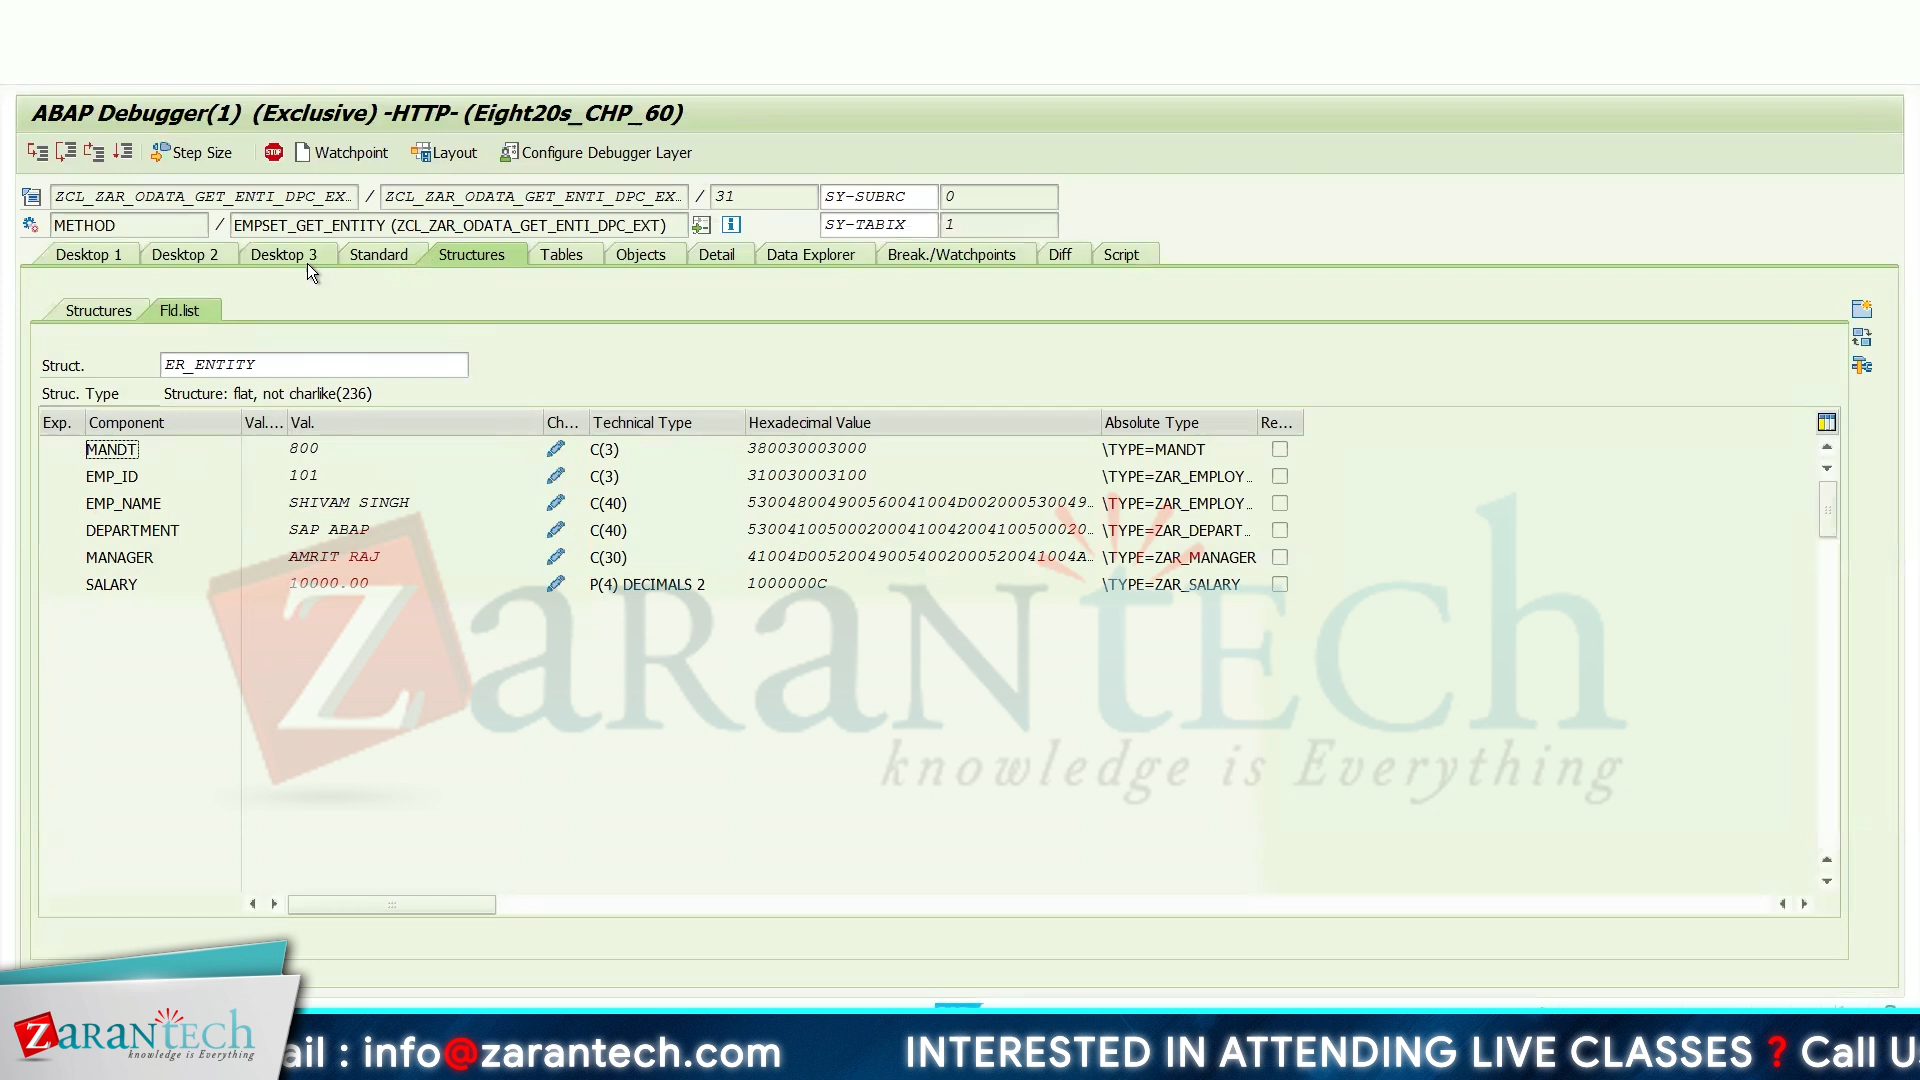 ABAP Debugger(1) (Exclusive) -HTTP- (Eight20s_CHP_60)
Step Size Watchpoint Layout Configure Debugger Layer
ZCL_ZAR_ODATA_GET_ENTI_DPC_EX… / ZCL_ZAR_ODATA_GET_ENTI_DPC_EX… / 31 SY-SUBRC 0
METHOD / EMPSET_GET_ENTITY (ZCL_ZAR_ODATA_GET_ENTI_DPC_EXT) SY-TABIX 1
Desktop 1 Desktop 2 Desktop 3 Standard Structures Tables Objects Detail Data Explorer Break./Watchpoints Diff Script
Structures Fld.list
Struct. ER_ENTITY
Struc. Type Structure: flat, not charlike(236)
Exp. Component Val.... Val. Ch... Technical Type Hexadecimal Value Absolute Type Re...
MANDT 800 C(3) 380030003000 \TYPE=MANDT
EMP_ID 101 C(3) 310030003100 \TYPE=ZAR_EMPLOY…
EMP_NAME SHIVAM SINGH C(40) 530048004900560041004D002000530049… \TYPE=ZAR_EMPLOY…
DEPARTMENT SAP ABAP C(40) 5300410050002000410042004100500020… \TYPE=ZAR_DEPART…
MANAGER AMRIT RAJ C(30) 41004D005200490054002000520041004A… \TYPE=ZAR_MANAGER
SALARY 10000.00 P(4) DECIMALS 2 1000000C \TYPE=ZAR_SALARY
ZaRaNtECh
knowledge is Everything
ZARANTECH
knowledge is Everything
ail : info@zarantech.com INTERESTED IN ATTENDING LIVE CLASSES ? Call U